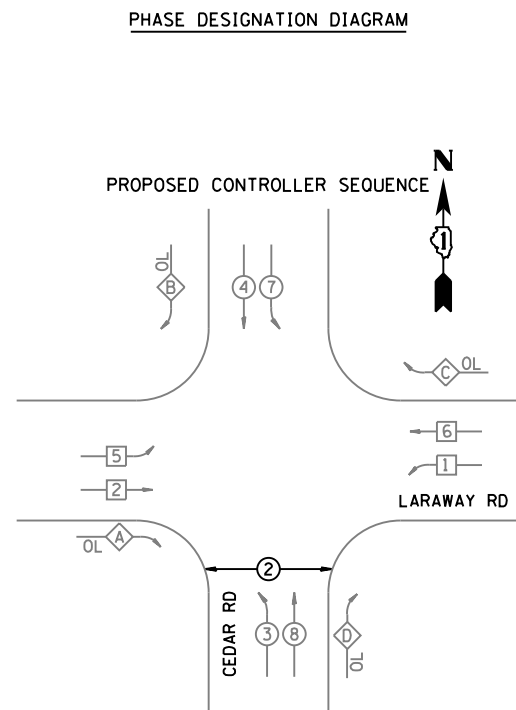 PHASE DESIGNATION DIAGRAM
N
PROPOSED CONTROLLER SEQUENCE
1
OL
B
4
7
C
OL
5
6
2
1
LARAWAY RD
A
OL
2
CEDAR RD
3
8
D
OL